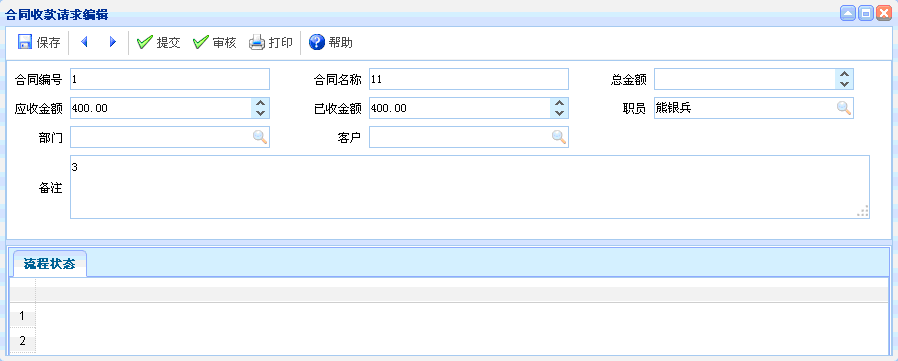 合同收款请求编辑
保存 提交 审核 打印 帮助
合同编号 1 合同名称 11 总金额
应收金额 400.00 已收金额 400.00 职员 熊银兵
部门 客户
备注 3
流程状态
1
2